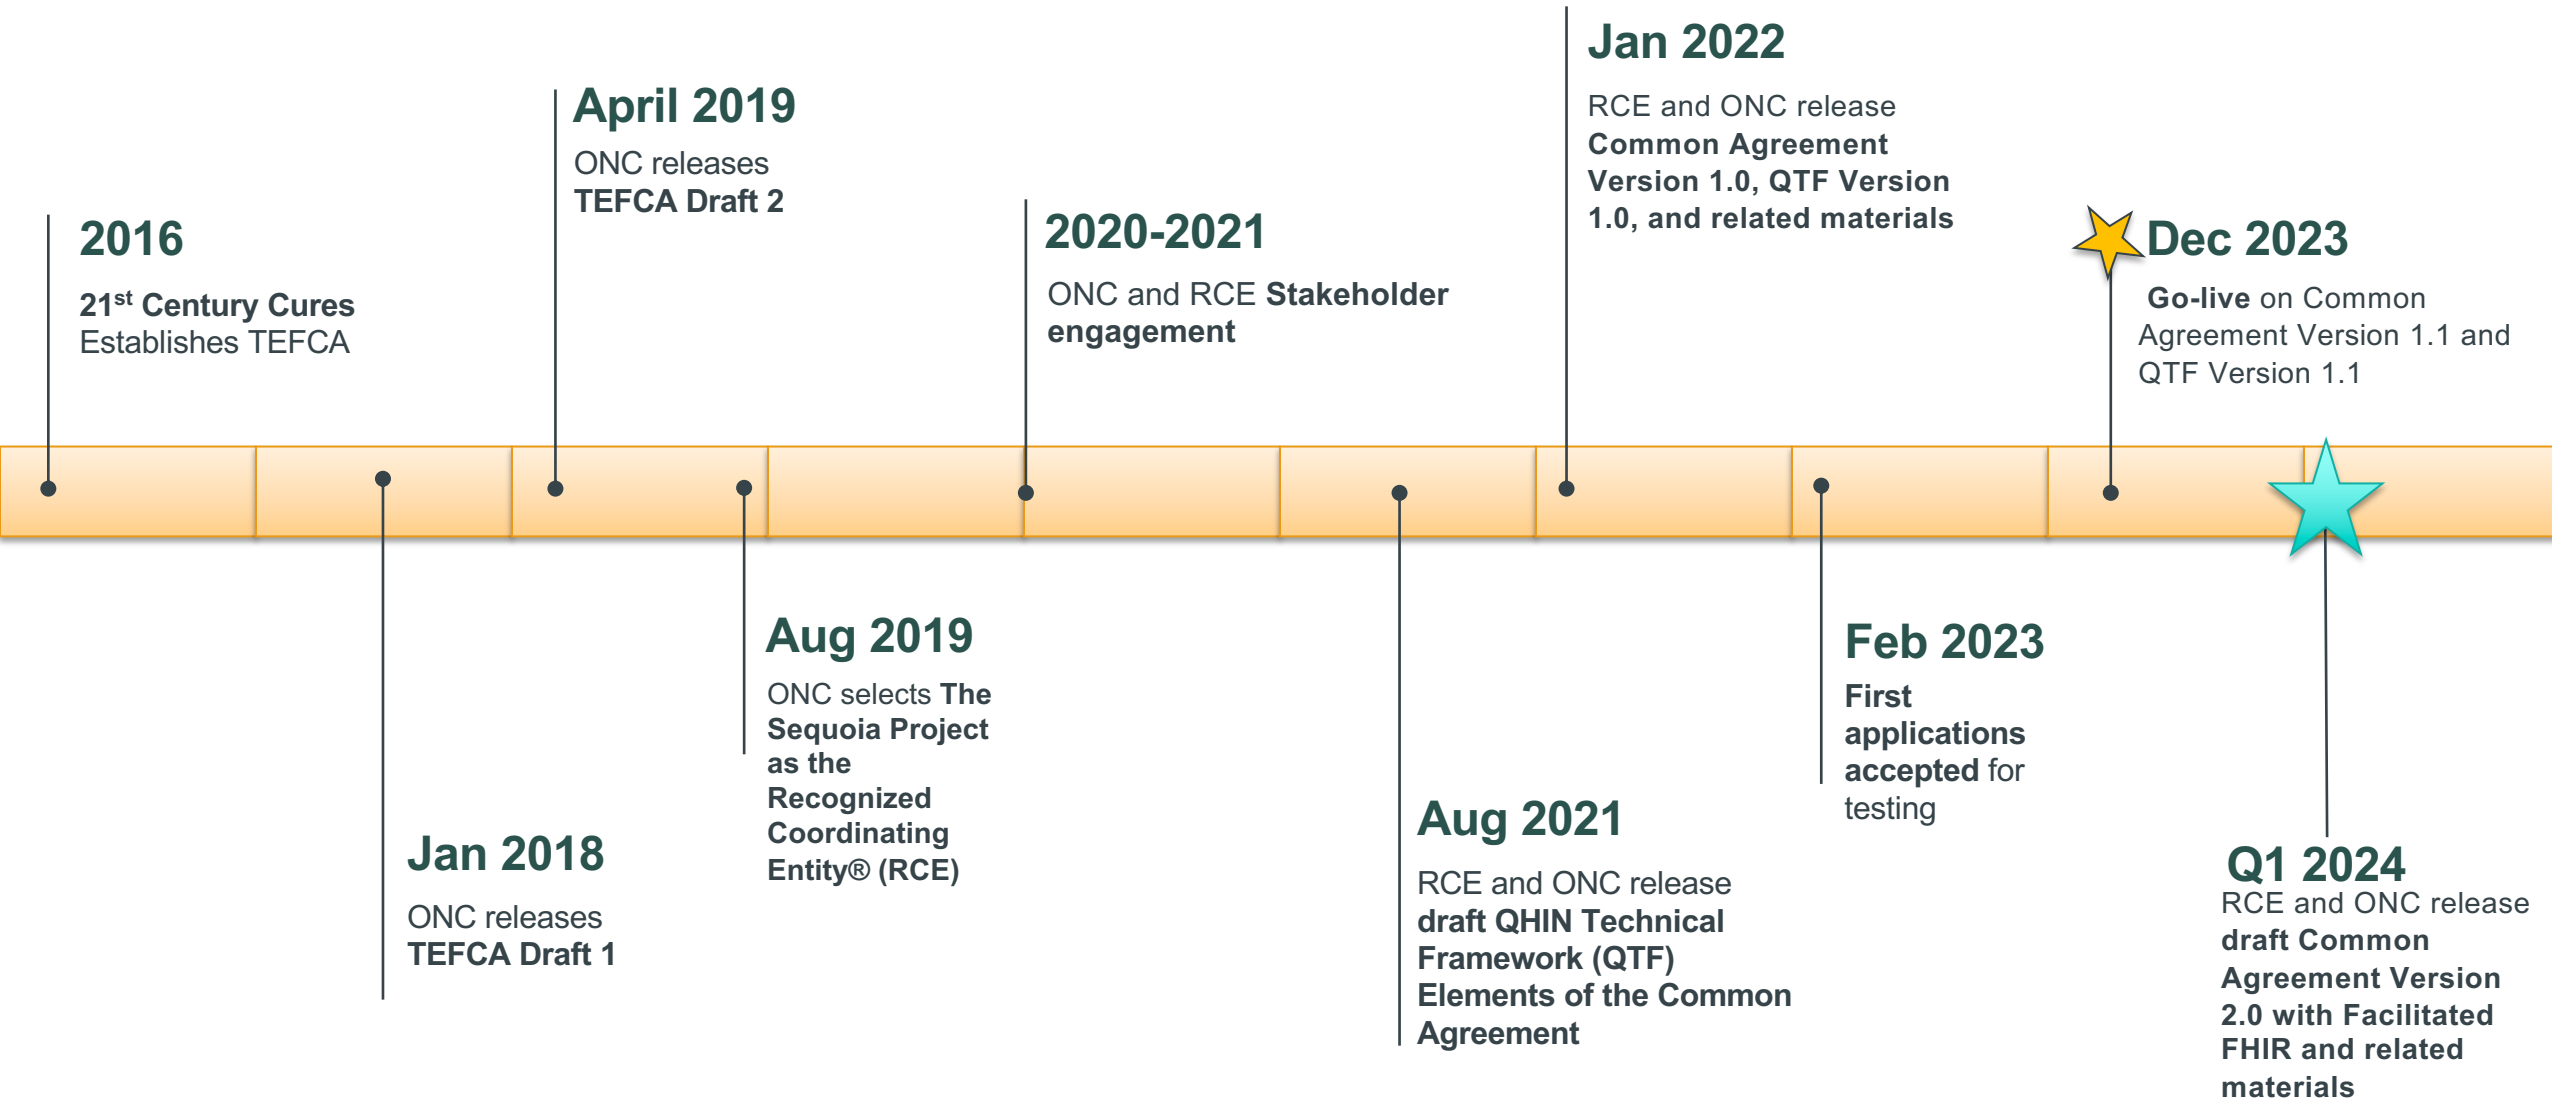 2016
21st Century Cures
Establishes TEFCA
Jan 2018
ONC releases
TEFCA Draft 1
April 2019
ONC releases
TEFCA Draft 2
Aug 2019
ONC selects The
Sequoia Project
as the
Recognized
Coordinating
Entity® (RCE)
2020-2021
ONC and RCE Stakeholder
engagement
Aug 2021
RCE and ONC release
draft QHIN Technical
Framework (QTF)
Elements of the Common
Agreement
Jan 2022
RCE and ONC release
Common Agreement
Version 1.0, QTF Version
1.0, and related materials
Feb 2023
First
applications
accepted for
testing
Dec 2023
Go-live on Common
Agreement Version 1.1 and
QTF Version 1.1
Q1 2024
RCE and ONC release
draft Common
Agreement Version
2.0 with Facilitated
FHIR and related
materials